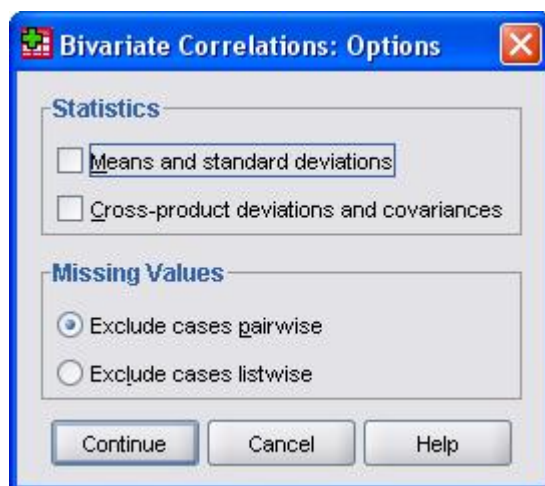 Bivariate Correlations: Options
Statistics
Means and standard deviations
Cross-product deviations and covariances
Missing Values
Exclude cases pairwise
Exclude cases listwise
Continue Cancel Help